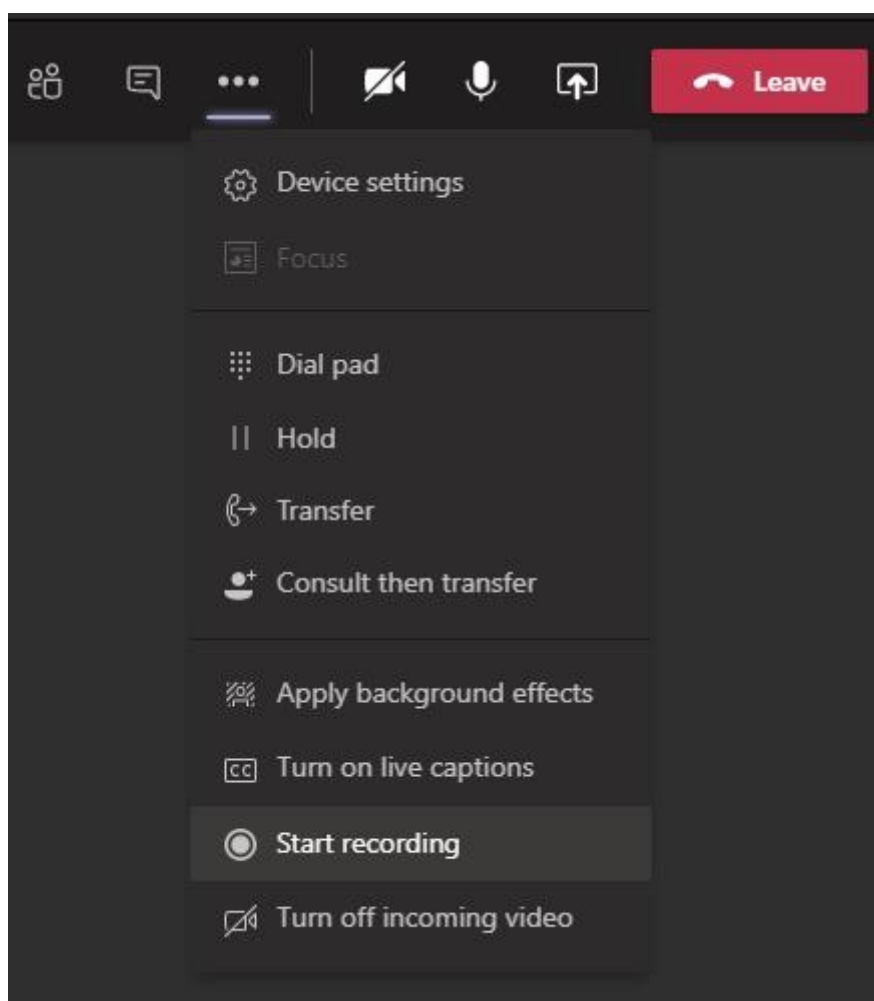 Leave
Device settings
Focus
Dial pad
Hold
Transfer
Consult then transfer
Apply background effects
CC Turn on live captions
Start recording
Turn off incoming video